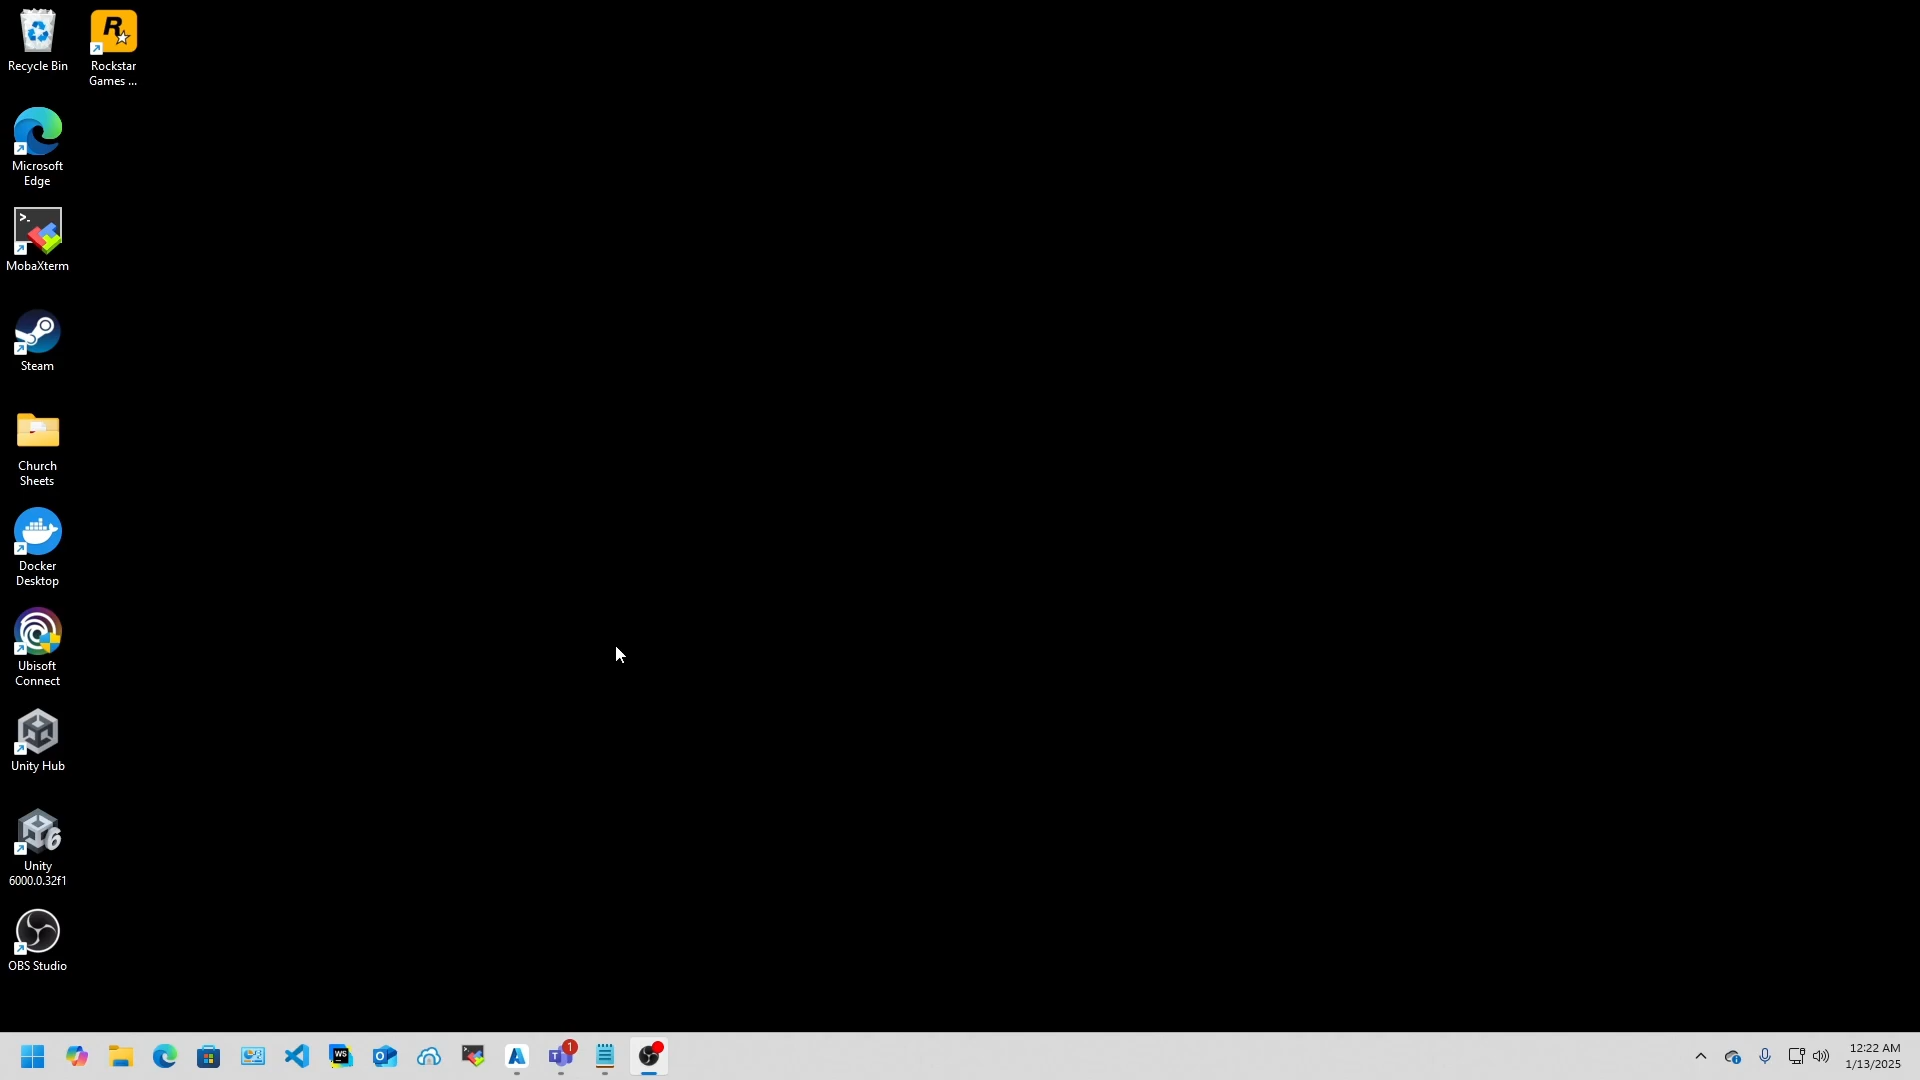 Recycle Bin
Rockstar
Games ...
Microsoft
Edge
MobaXterm
Steam
Church
Sheets
Docker
Desktop
Ubisoft
Connect
Unity Hub
Unity
6000.0.32f1
OBS Studio
1
12:22 AM
1/13/2025